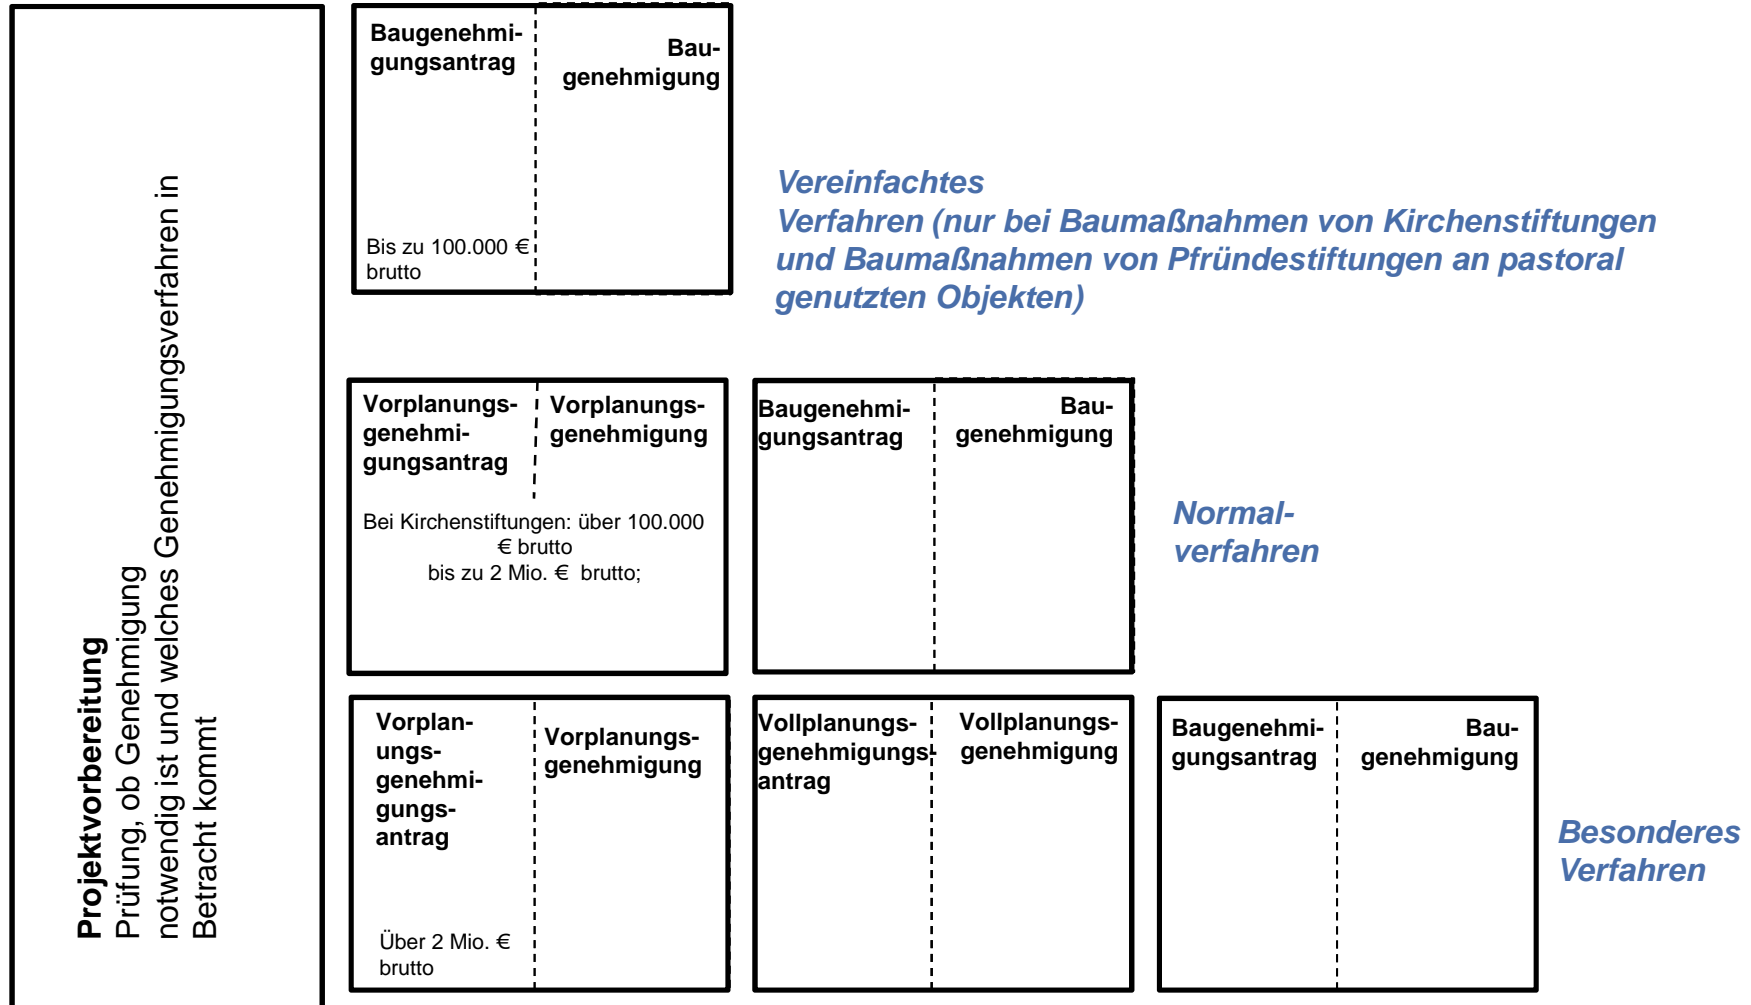 Projektvorbereitung
Prüfung, ob Genehmigung
notwendig ist und welches Genehmigungsverfahren in
Betracht kommt
Baugenehmi-
gungsantrag
Bau-
genehmigung
Bis zu 100.000 €
brutto
Vereinfachtes
Verfahren (nur bei Baumaßnahmen von Kirchenstiftungen
und Baumaßnahmen von Pfründestiftungen an pastoral
genutzten Objekten)
Vorplanungs-
genehmi-
gungsantrag
Vorplanungs-
genehmigung
Bei Kirchenstiftungen: über 100.000
€ brutto
bis zu 2 Mio. € brutto;
Baugenehmi-
gungsantrag
Bau-
genehmigung
Normal-
verfahren
Vorplan-
ungs-
genehmi-
gungs-
antrag
Vorplanungs-
genehmigung
Über 2 Mio. €
brutto
Vollplanungs-
genehmigungs-
antrag
Vollplanungs-
genehmigung
Baugenehmi-
gungsantrag
Bau-
genehmigung
Besonderes
Verfahren